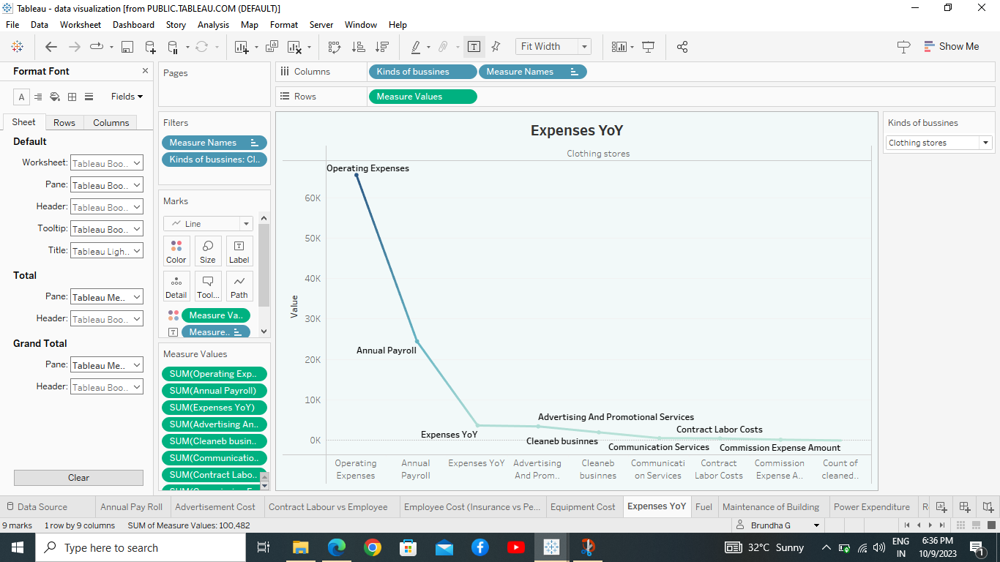 Tableau - data visualization [from PUBLIC.TABLEAU.COM (DEFAULT)]
File Data Worksheet Dashboard Story Analysis Map Format Server Window Help
Fit Width
Show Me
Format Font
Fields
Sheet Rows Columns
Default
Worksheet: Tableau Boo..
Pane: Tableau Boo..
Header: Tableau Boo..
Tooltip: Tableau Boo..
Title: Tableau Ligh..
Total
Pane: Tableau Me..
Header: Tableau Boo..
Grand Total
Pane: Tableau Me..
Header: Tableau Boo..
Clear
Pages
Filters
Measure Names
Kinds of bussines: Cl..
Marks
Line
Color Size Label
Detail Tool... Path
Measure Va..
Measure..
Measure Values
SUM(Operating Exp..
SUM(Annual Payroll)
SUM(Expenses YoY)
SUM(Advertising An..
SUM(Cleaneb busin..
SUM(Communicatio..
SUM(Contract Labo..
Columns Kinds of bussines Measure Names
Rows Measure Values
Expenses YoY
Clothing stores
Value
60K
50K
40K
30K
20K
10K
0K
Operating Expenses
Annual Payroll
Expenses YoY
Advertising And Promotional Services
Cleaneb businnes
Communication Services
Contract Labor Costs
Commission Expense Amount
Operating Annual Expenses YoY Advertising Cleaneb Communicati Contract Commission Count of
Expenses Payroll And Prom.. businnes on Services Labor Costs Expense A.. cleaned..
Kinds of bussines
Clothing stores
Data Source Annual Pay Roll Advertisement Cost Contract Labour vs Employee Employee Cost (Insurance vs Pe... Equipment Cost Expenses YoY Fuel Maintenance of Building Power Expenditure
9 marks 1 row by 9 columns SUM of Measure Values: 100,482
Brundha G
Type here to search
32°C Sunny
ENG
IN
6:36 PM
10/9/2023
1